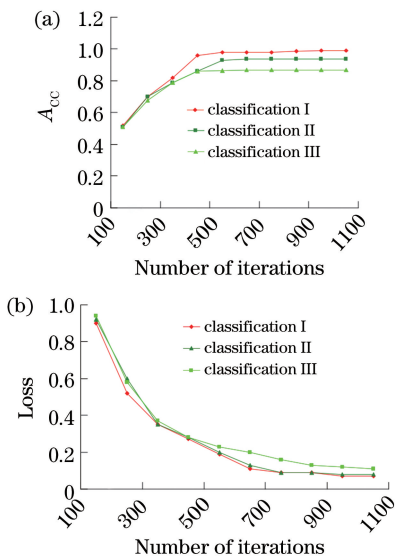 (a)
1.2
1.0
0.8
0.6
0.4
0.2
0
A_CC
classification I
classification II
classification III
100
300
500
700
900
1100
Number of iterations
(b)
1.0
0.8
0.6
0.4
0.2
0
Loss
classification I
classification II
classification III
100
300
500
700
900
1100
Number of iterations